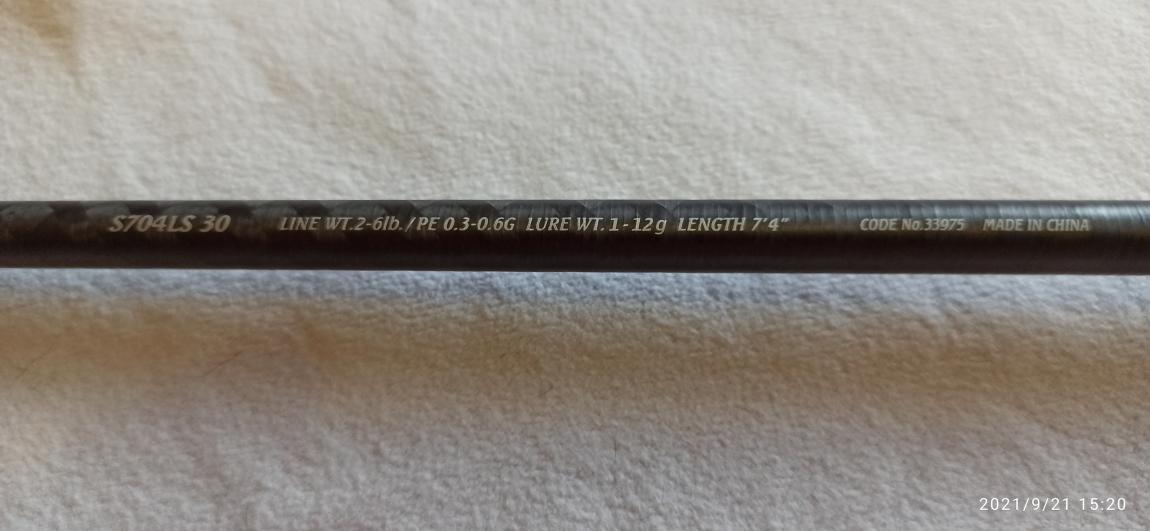 S704LS 30 LINE WT.2-6lb./PE 0.3-0.6G LURE WT.1-12g LENGTH 7'4" CODE No.33975 MADE IN CHINA
2021/9/21 15:20